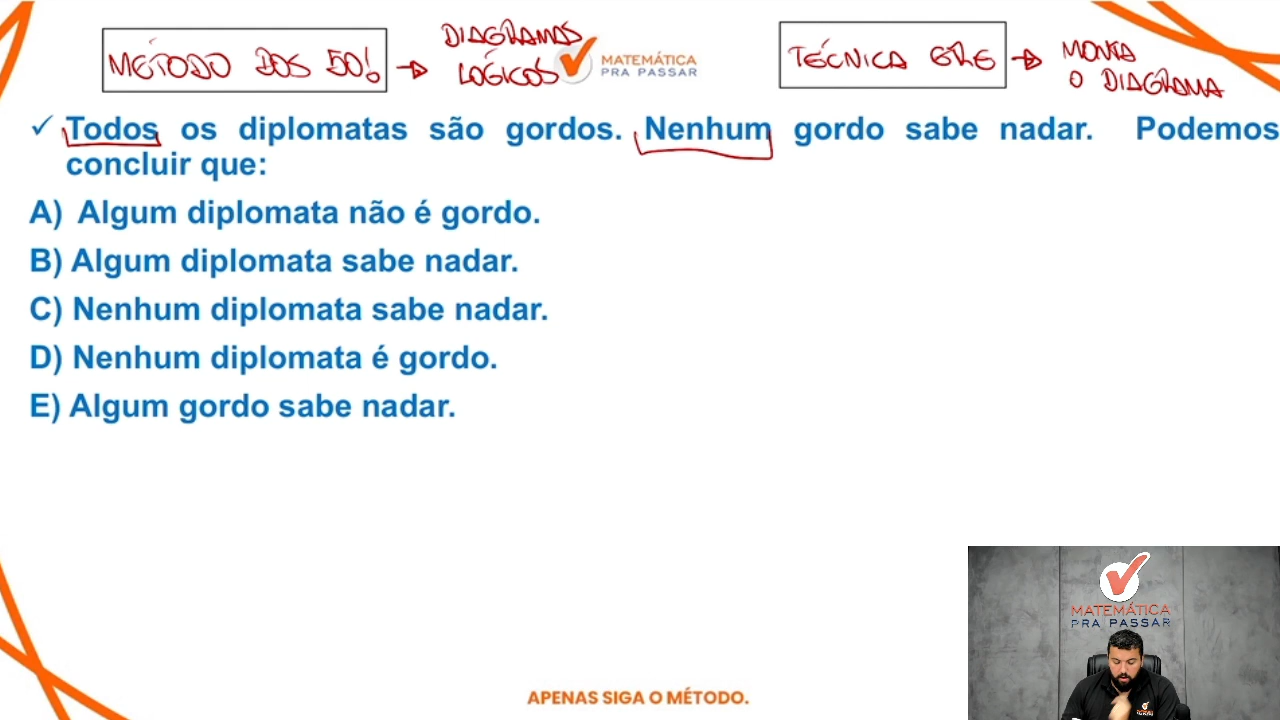 MÉTODO DOS 50! → DIAGRAMAS
LÓGICOS
MATEMÁTICA
PRA PASSAR
TÉCNICA → MONTA
O DIAGRAMA
✓ Todos os diplomatas são gordos. Nenhum gordo sabe nadar. Podemos
concluir que:
A) Algum diplomata não é gordo.
B) Algum diplomata sabe nadar.
C) Nenhum diplomata sabe nadar.
D) Nenhum diplomata é gordo.
E) Algum gordo sabe nadar.
MATEMÁTICA
PRA PASSAR
APENAS SIGA O MÉTODO.